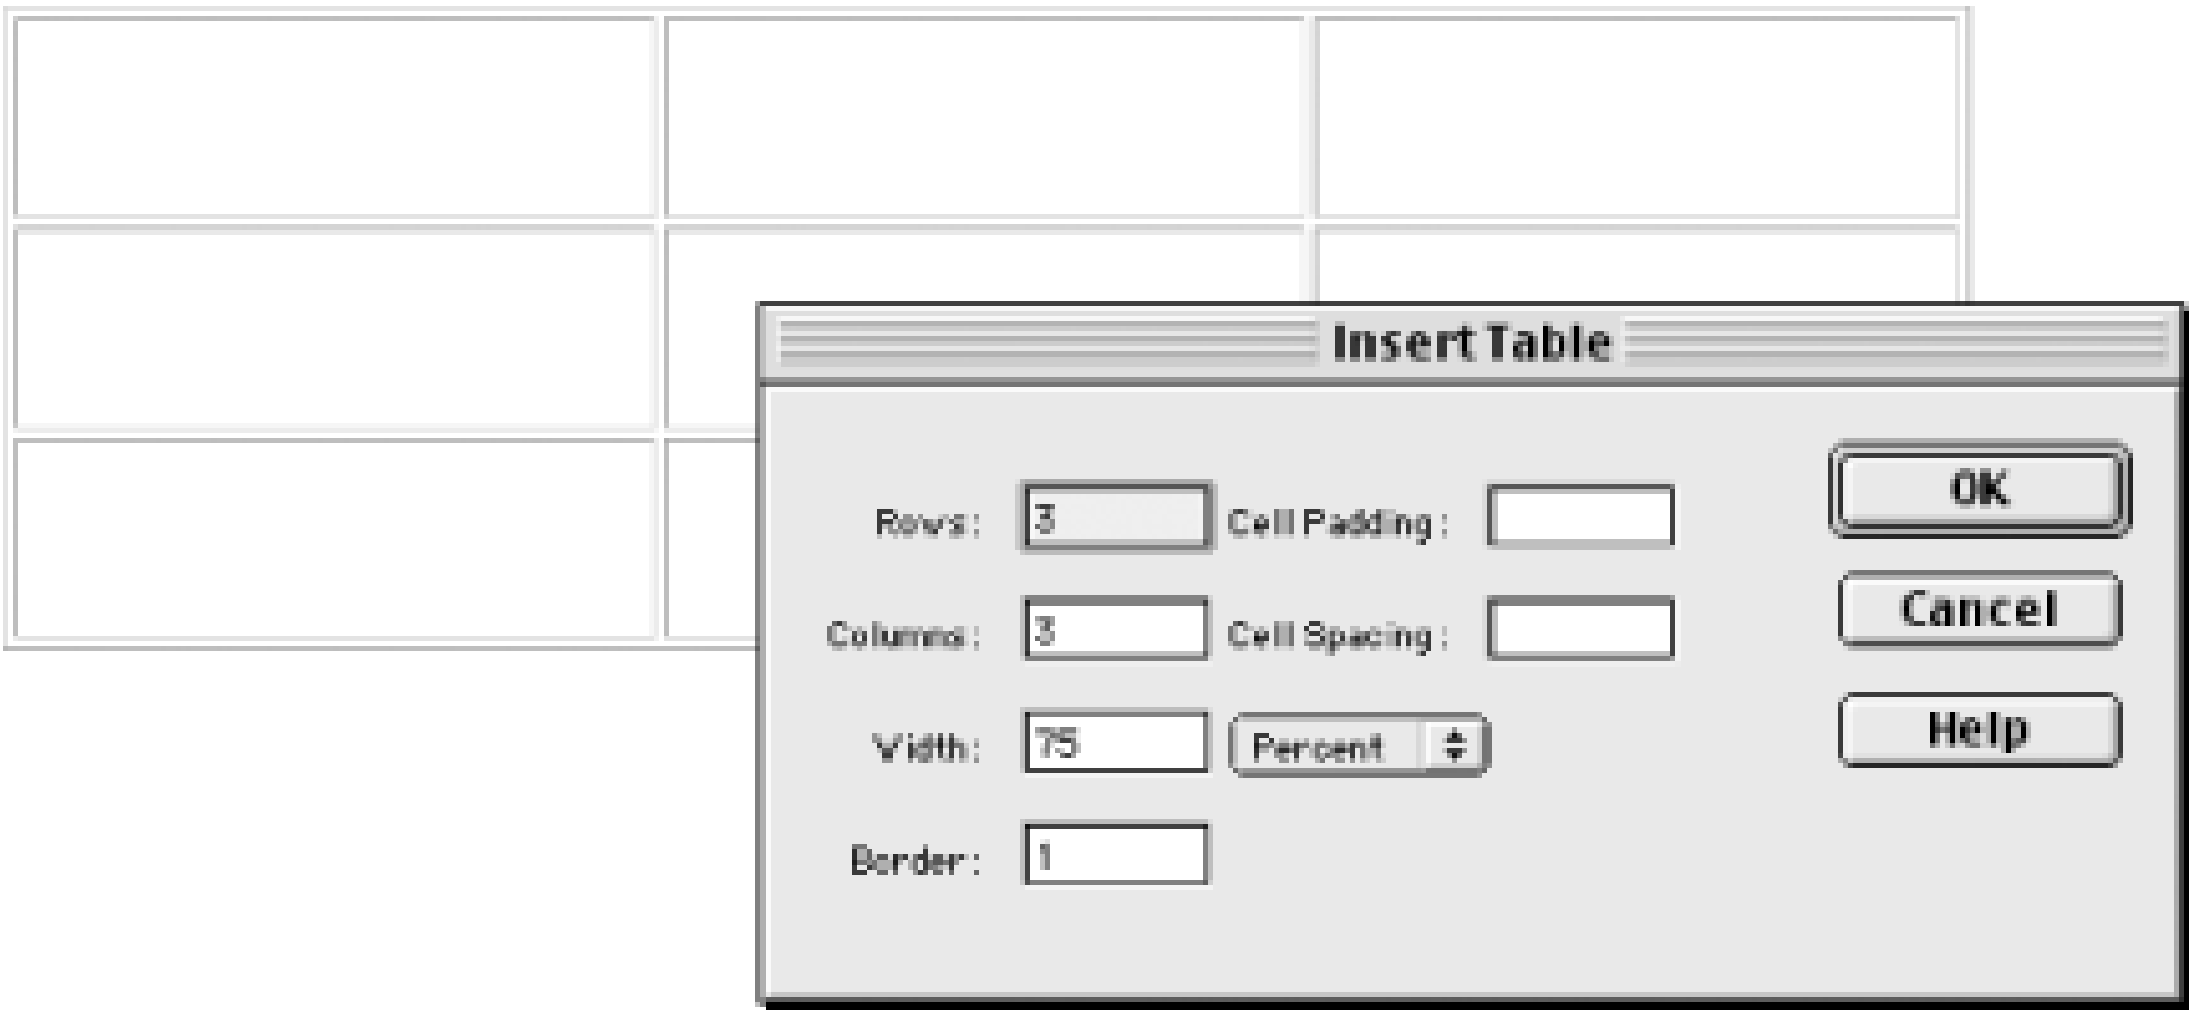 Insert Table
Rows: 3 Cell Padding:
OK
Columns: 3 Cell Spacing:
Cancel
Width: 75 Percent
Help
Border: 1